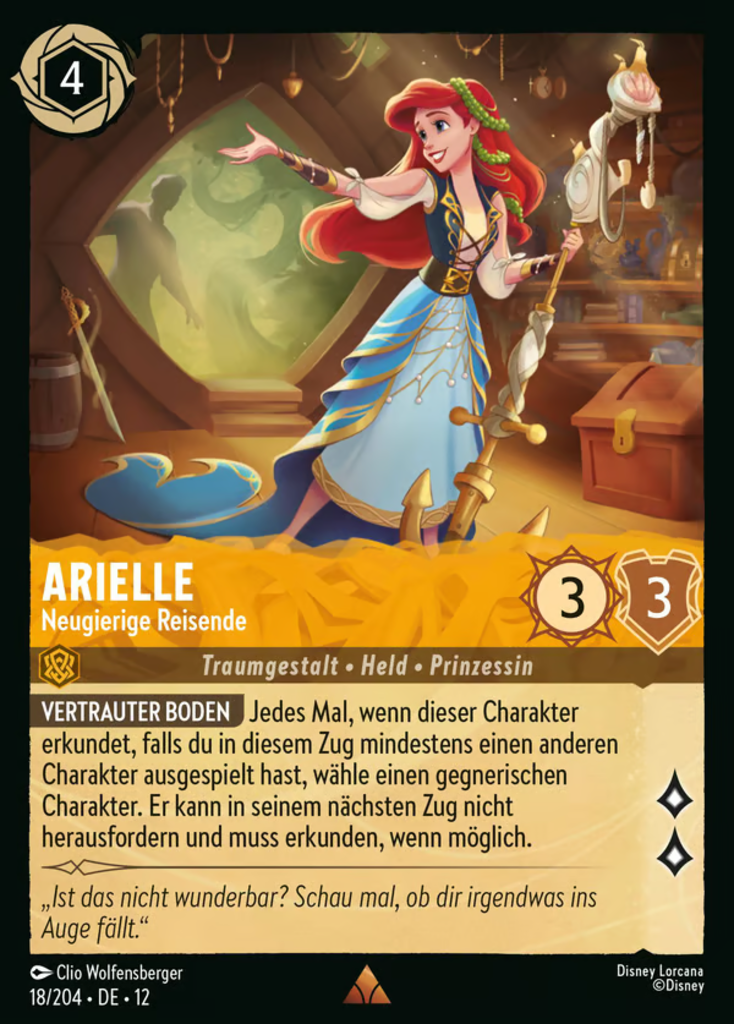 4
ARIELLE
Neugierige Reisende
3
3
Traumgestalt • Held • Prinzessin
VERTRAUTER BODEN Jedes Mal, wenn dieser Charakter
erkundet, falls du in diesem Zug mindestens einen anderen
Charakter ausgespielt hast, wähle einen gegnerischen
Charakter. Er kann in seinem nächsten Zug nicht
herausfordern und muss erkunden, wenn möglich.
„Ist das nicht wunderbar? Schau mal, ob dir irgendwas ins
Auge fällt.“
Clio Wolfensberger
18/204 • DE • 12
Disney Lorcana
©Disney